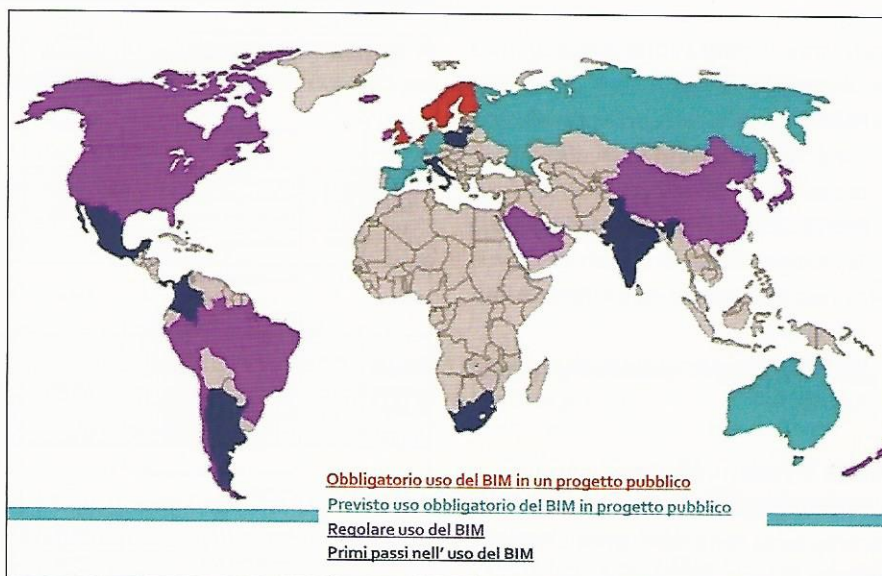 Obbligatorio uso del BIM in un progetto pubblico
Previsto uso obbligatorio del BIM in progetto pubblico
Regolare uso del BIM
Primi passi nell' uso del BIM